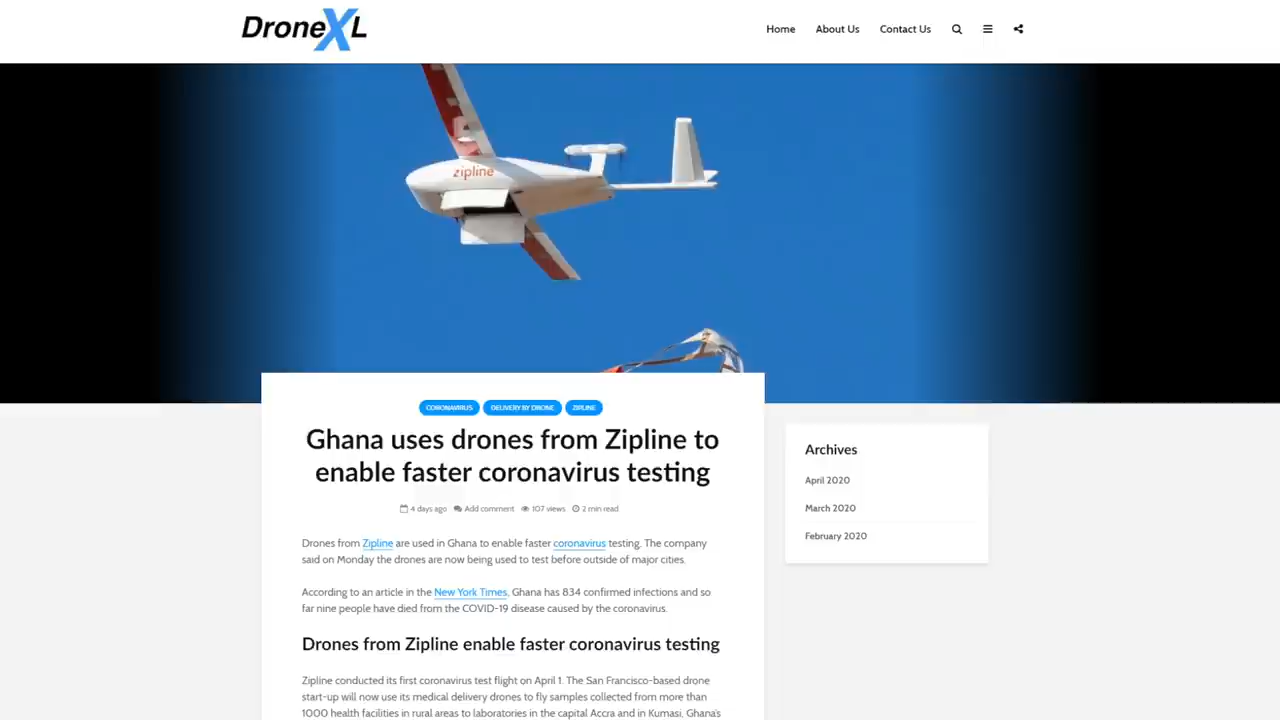 DroneXL
Home About Us Contact Us
zipline
CORONAVIRUS DELIVERY BY DRONE ZIPLINE
Ghana uses drones from Zipline to
enable faster coronavirus testing
4 days ago Add comment 107 views 2 min read
Drones from Zipline are used in Ghana to enable faster coronavirus testing. The company
said on Monday the drones are now being used to test before outside of major cities.
According to an article in the New York Times, Ghana has 834 confirmed infections and so
far nine people have died from the COVID-19 disease caused by the coronavirus.
Drones from Zipline enable faster coronavirus testing
Zipline conducted its first coronavirus test flight on April 1. The San Francisco-based drone
start-up will now use its medical delivery drones to fly samples collected from more than
1000 health facilities in rural areas to laboratories in the capital Accra and in Kumasi, Ghana's
Archives
April 2020
March 2020
February 2020